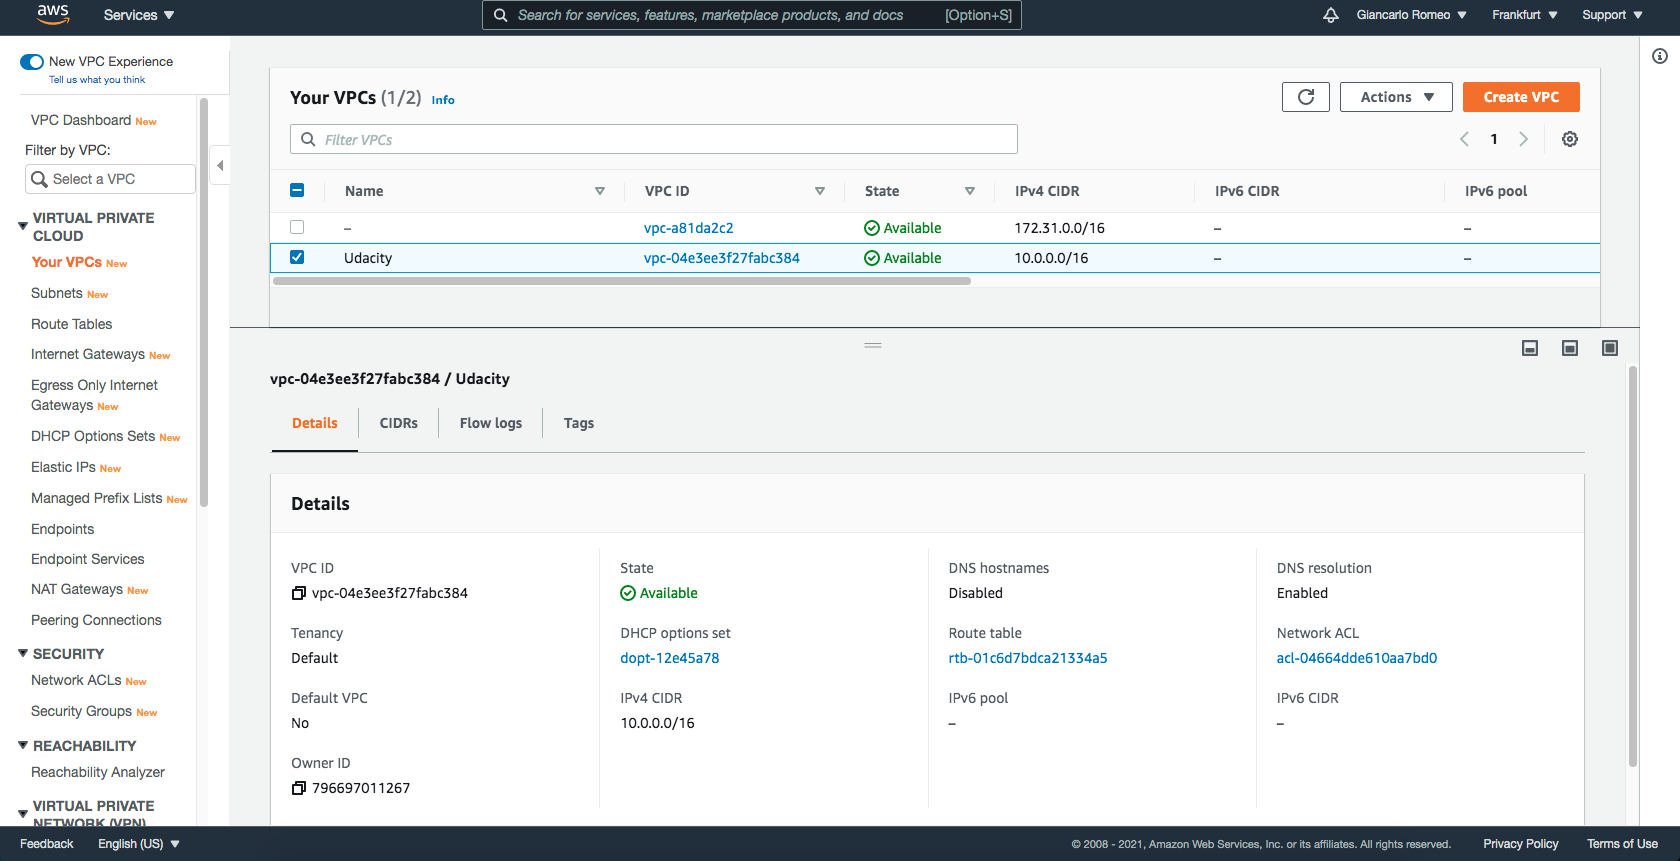 aws
Services
Search for services, features, marketplace products, and docs
[Option+S]
Giancarlo Romeo
Frankfurt
Support
New VPC Experience
Tell us what you think
VPC Dashboard New
Filter by VPC:
Select a VPC
VIRTUAL PRIVATE
CLOUD
Your VPCs New
Subnets New
Route Tables
Internet Gateways New
Egress Only Internet
Gateways New
DHCP Options Sets New
Elastic IPs New
Managed Prefix Lists New
Endpoints
Endpoint Services
NAT Gateways New
Peering Connections
SECURITY
Network ACLs New
Security Groups New
REACHABILITY
Reachability Analyzer
VIRTUAL PRIVATE
NETWORK (VPN)
Your VPCs (1/2) Info
Actions
Create VPC
Filter VPCs
1
Name VPC ID State IPv4 CIDR IPv6 CIDR IPv6 pool
– vpc-a81da2c2 Available 172.31.0.0/16 – –
Udacity vpc-04e3ee3f27fabc384 Available 10.0.0.0/16 – –
vpc-04e3ee3f27fabc384 / Udacity
Details CIDRs Flow logs Tags
Details
VPC ID State DNS hostnames DNS resolution
vpc-04e3ee3f27fabc384 Available Disabled Enabled
Tenancy DHCP options set Route table Network ACL
Default dopt-12e45a78 rtb-01c6d7bdca21334a5 acl-04664dde610aa7bd0
Default VPC IPv4 CIDR IPv6 pool IPv6 CIDR
No 10.0.0.0/16 – –
Owner ID
796697011267
Feedback English (US) © 2008 - 2021, Amazon Web Services, Inc. or its affiliates. All rights reserved. Privacy Policy Terms of Use